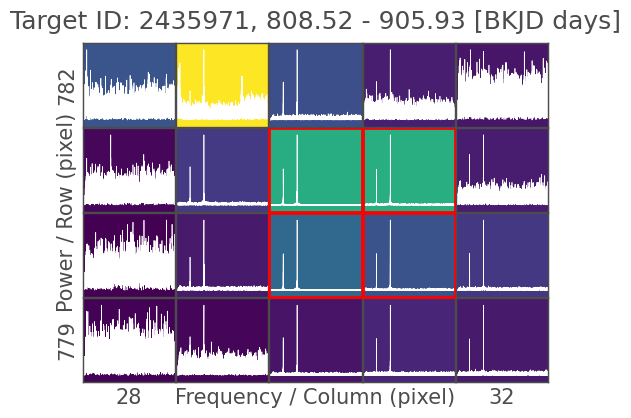 Target ID: 2435971, 808.52 - 905.93 [BKJD days]
779 Power / Row (pixel) 782
28 Frequency / Column (pixel) 32